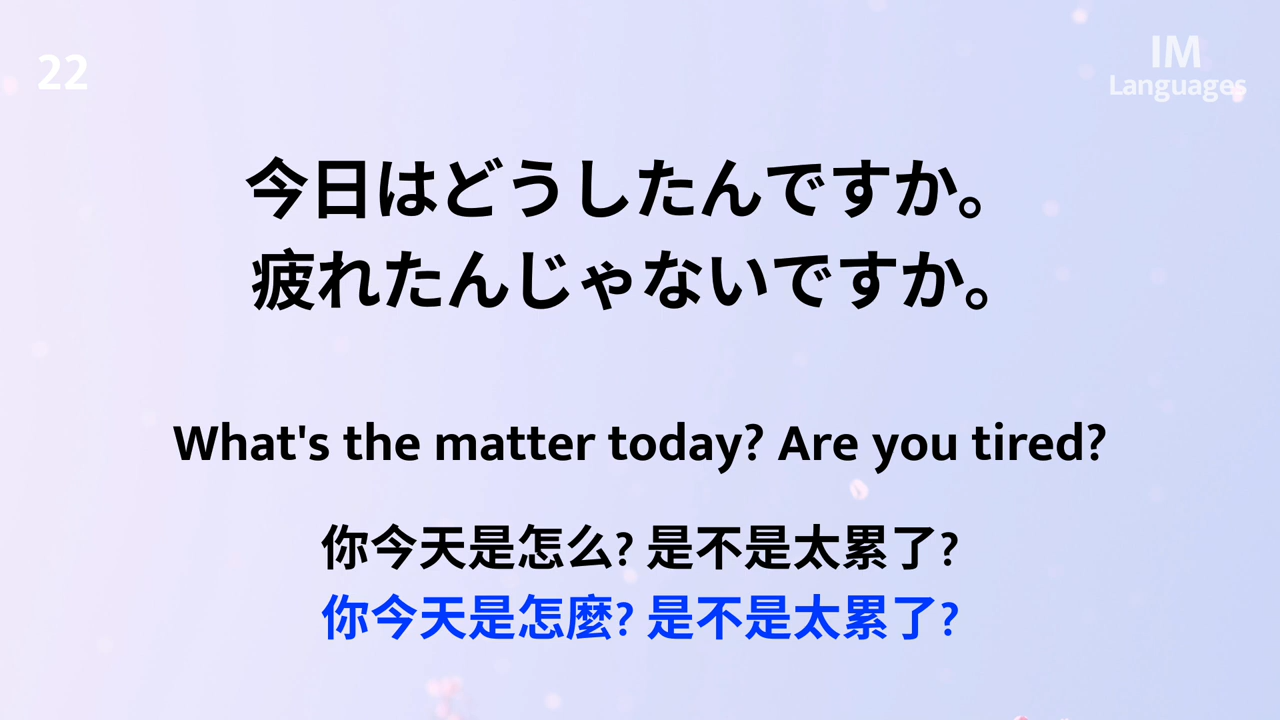 22
IM
Languages
今日はどうしたんですか。
疲れたんじゃないですか。
What's the matter today? Are you tired?
你今天是怎么? 是不是太累了?
你今天是怎麼? 是不是太累了?